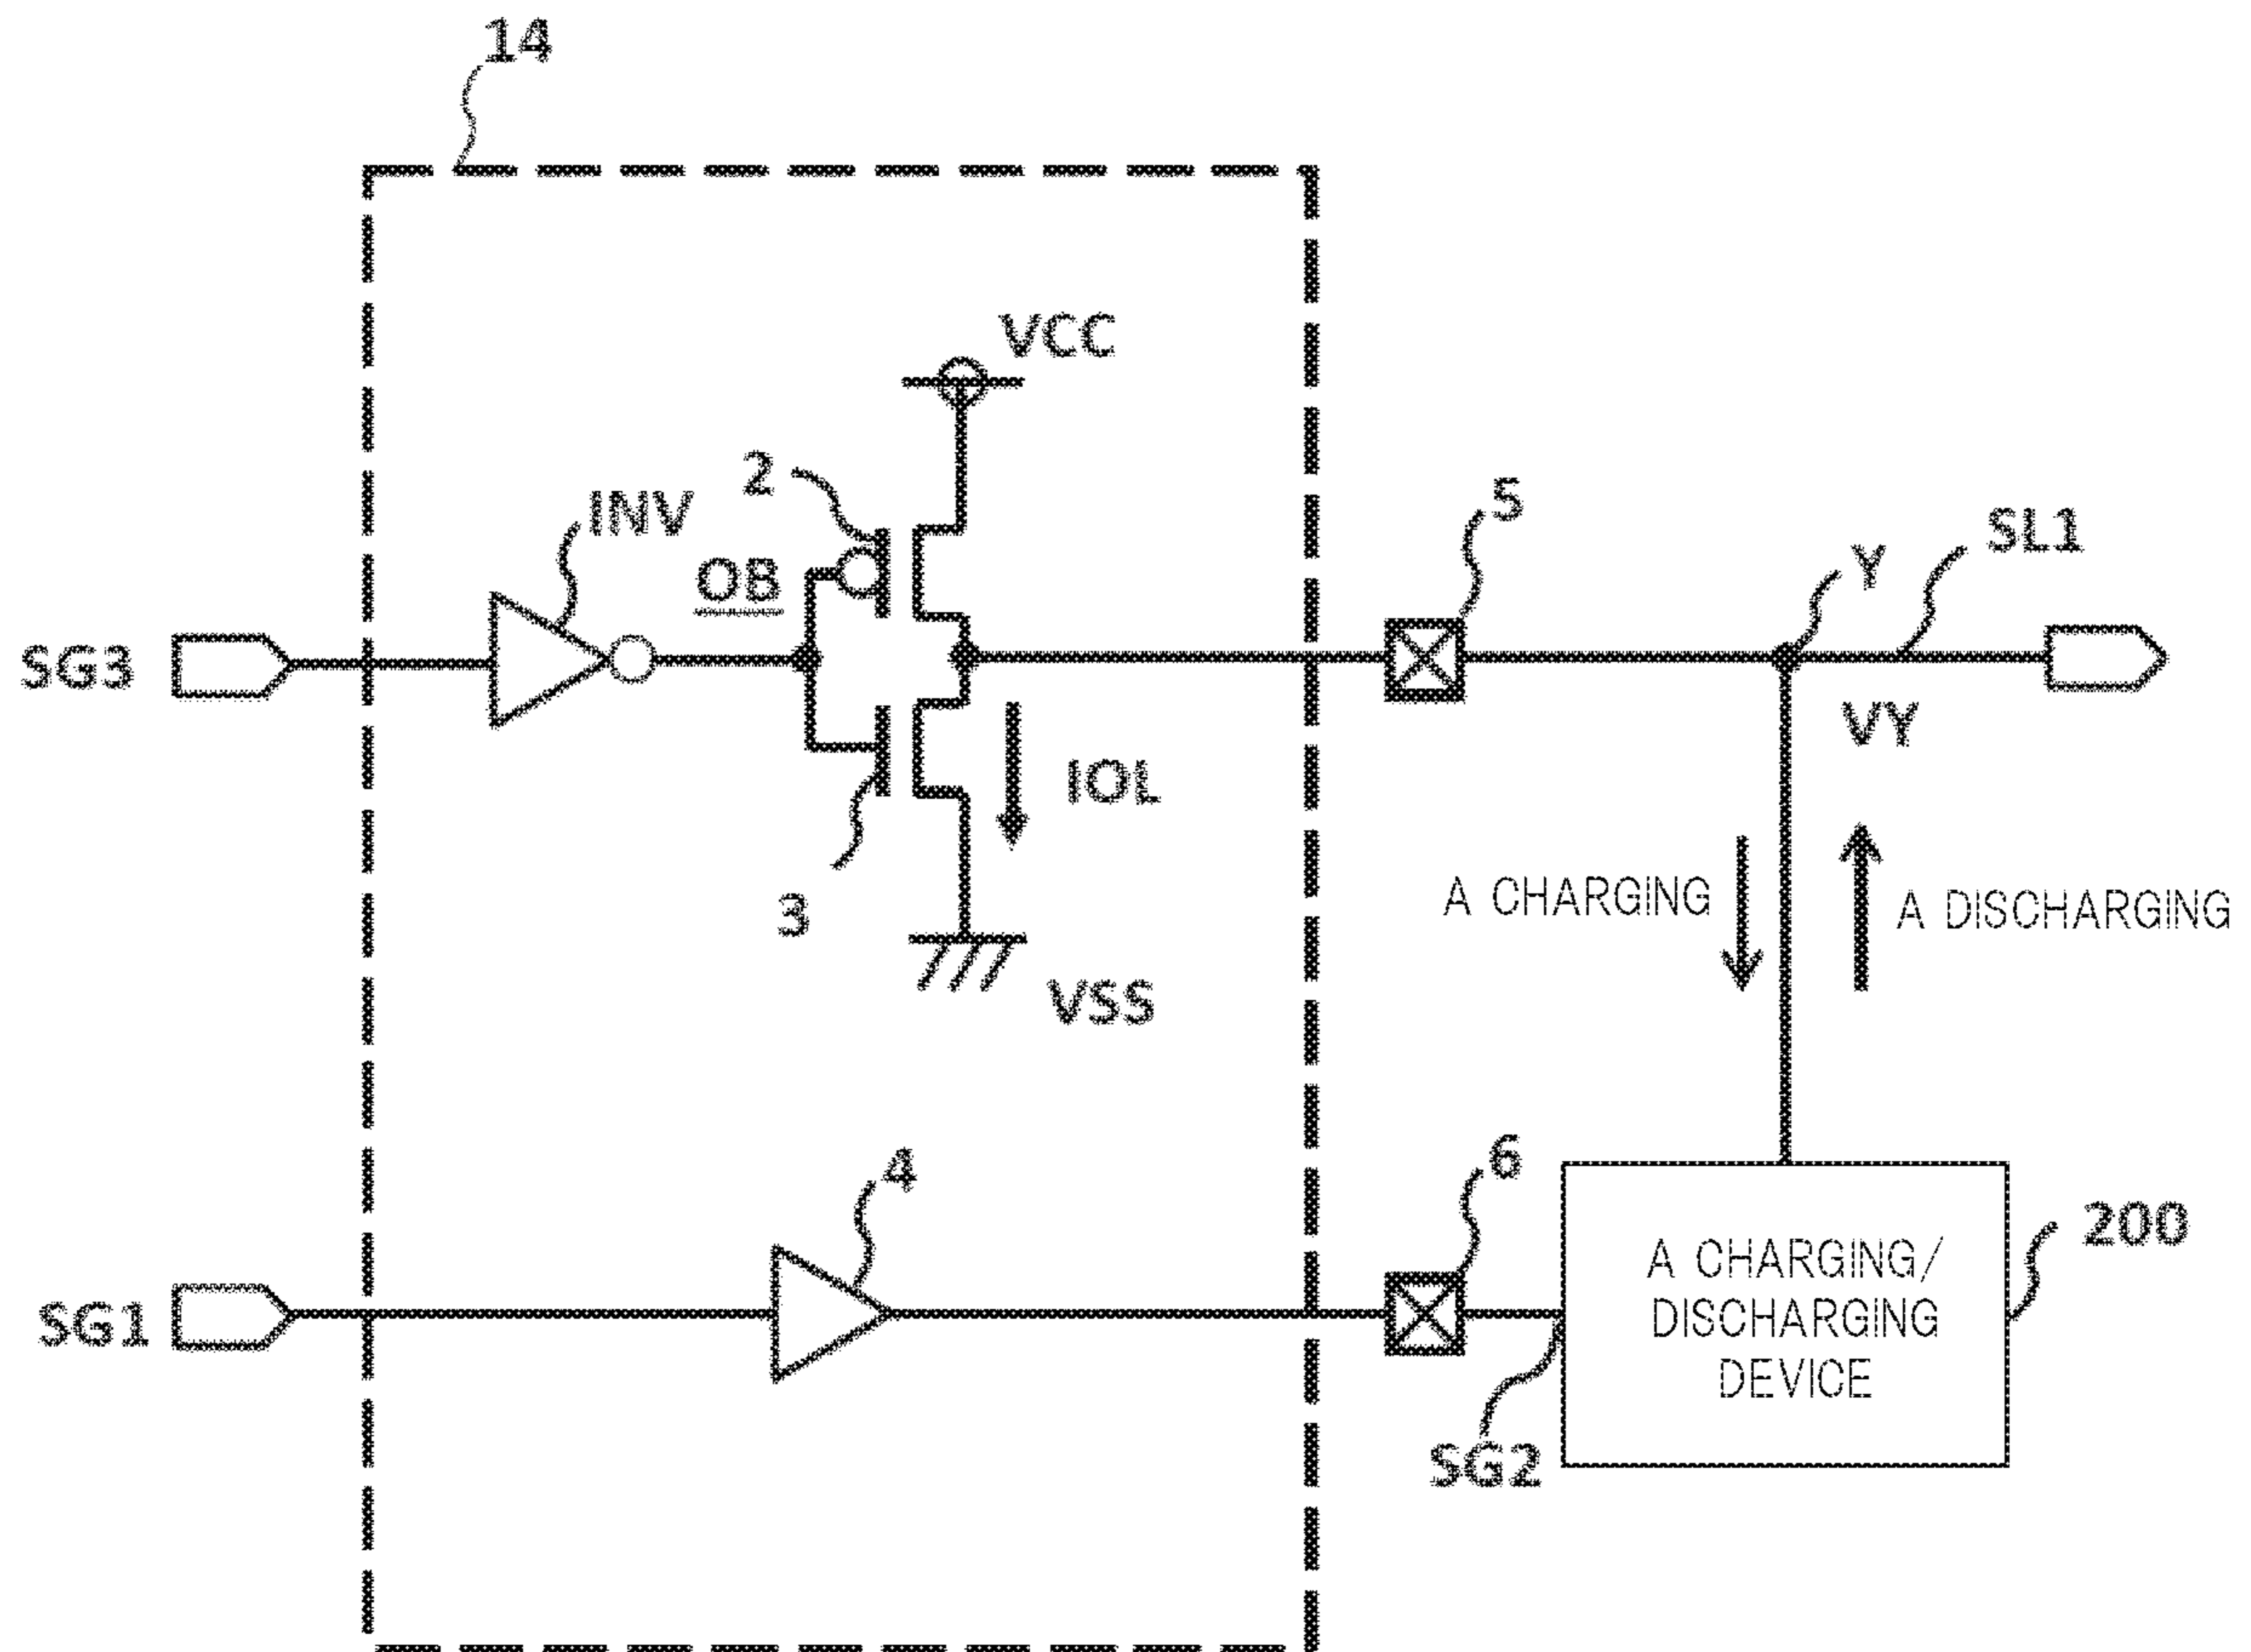 14
VCC
2
INV
OB
5
Y
SL1
SG3
VY
IOL
3
A CHARGING
A DISCHARGING
VSS
4
6
200
A CHARGING/
DISCHARGING
DEVICE
SG1
SG2